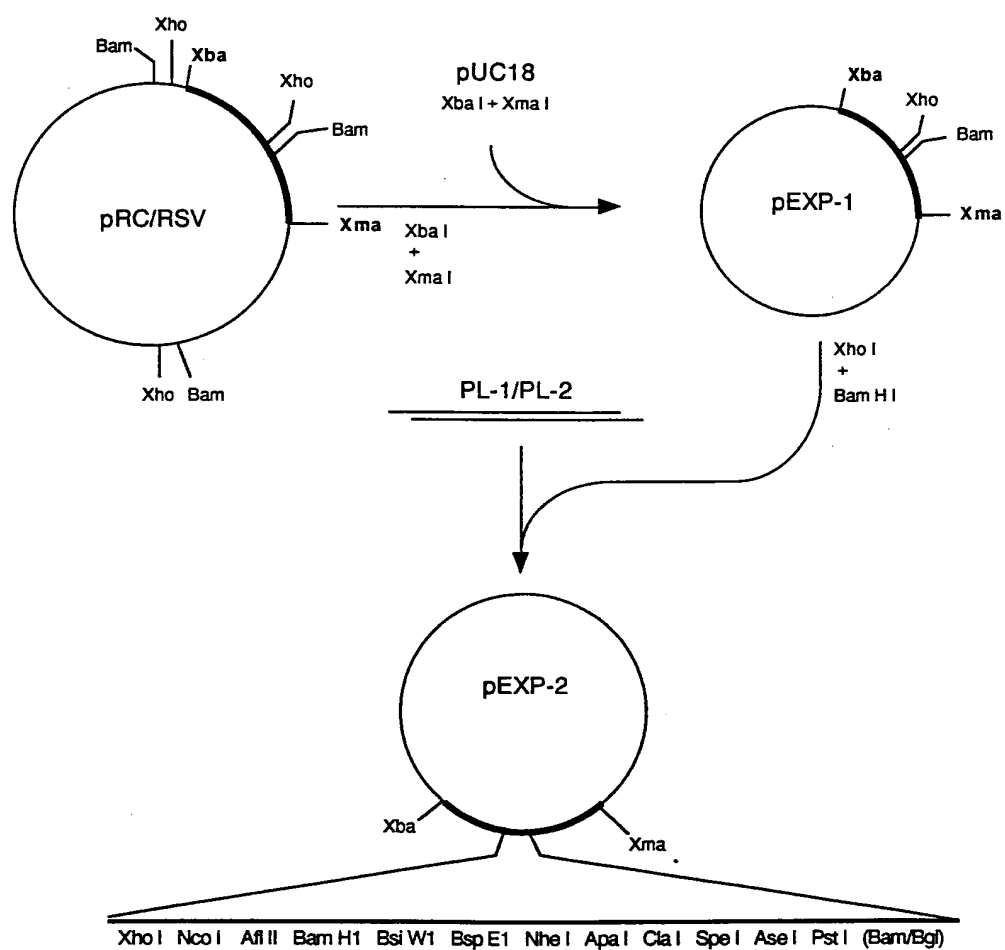 Xho
Bam
Xba
Xho
Bam
pRC/RSV
Xma
Xho
Bam
pUC18
Xba I + Xma I
Xba I
+
Xma I
Xba
Xho
Bam
pEXP-1
Xma
Xho I
+
Bam H I
PL-1/PL-2
pEXP-2
Xba
Xma
Xho I Nco I Afl II Bam H1 Bsi W1 Bsp E1 Nhe I Apa I Cla I Spe I Ase I Pst I (Bam/Bgl)